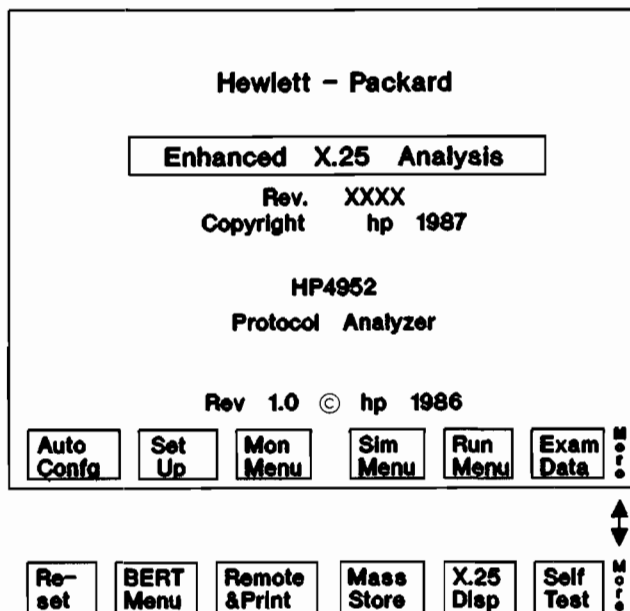 Hewlett - Packard
Enhanced X.25 Analysis
Rev. XXXX
Copyright hp 1987
HP4952
Protocol Analyzer
Rev 1.0 © hp 1986
Auto Confg Set Up Mon Menu Sim Menu Run Menu Exam Data More
Re-set BERT Menu Remote &Print Mass Store X.25 Disp Self Test More